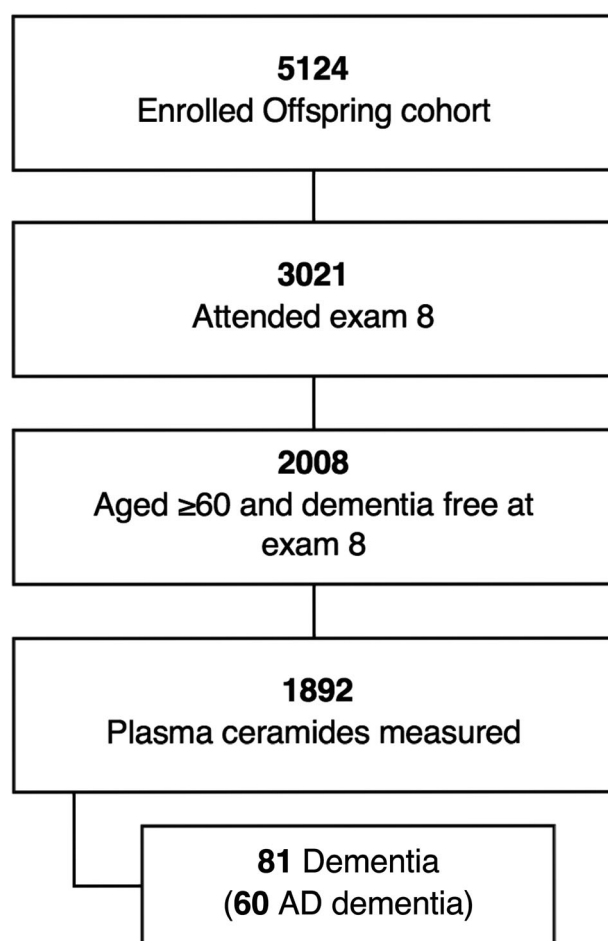 5124
Enrolled Offspring cohort
3021
Attended exam 8
2008
Aged ≥60 and dementia free at
exam 8
1892
Plasma ceramides measured
81 Dementia
(60 AD dementia)